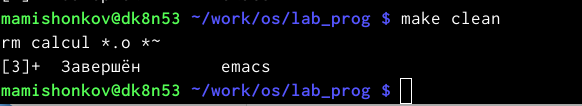 mamishonkov@dk8n53 ~/work/os/lab_prog $ make clean
rm calcul *.o *~
[3]+  Завершён        emacs
mamishonkov@dk8n53 ~/work/os/lab_prog $